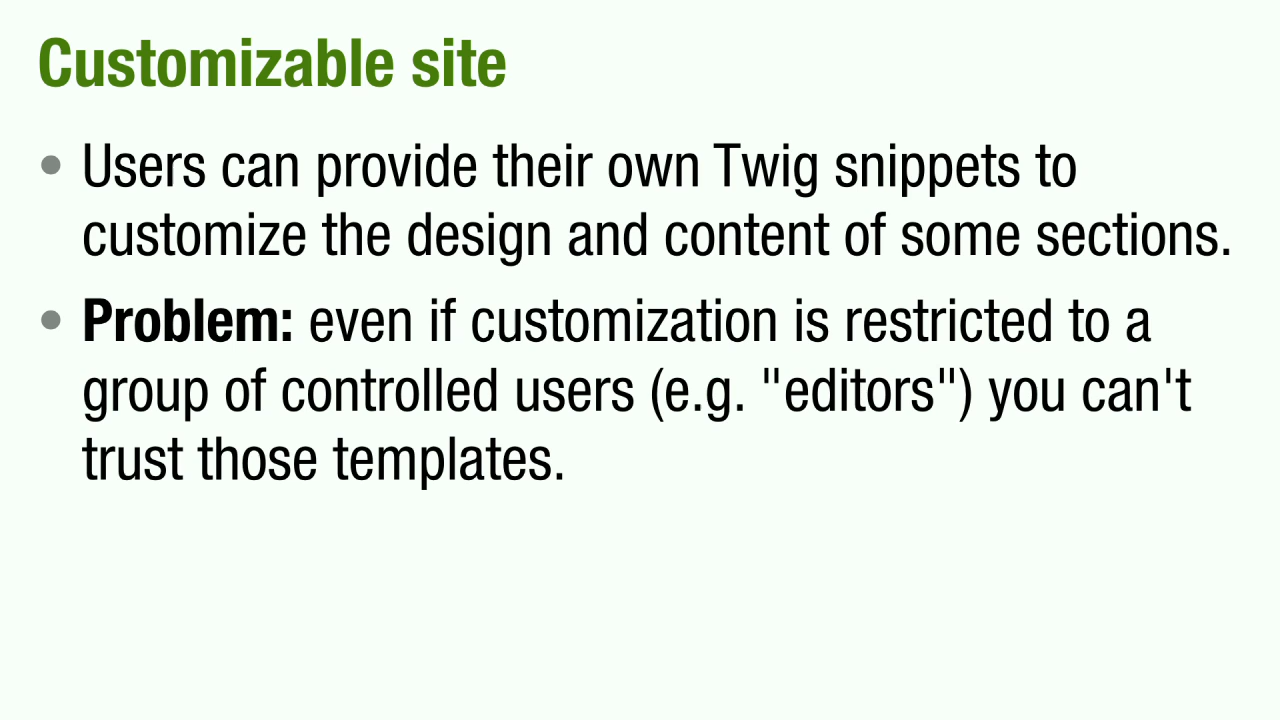 Customizable site
• Users can provide their own Twig snippets to
customize the design and content of some sections.
• Problem: even if customization is restricted to a
group of controlled users (e.g. "editors") you can't
trust those templates.